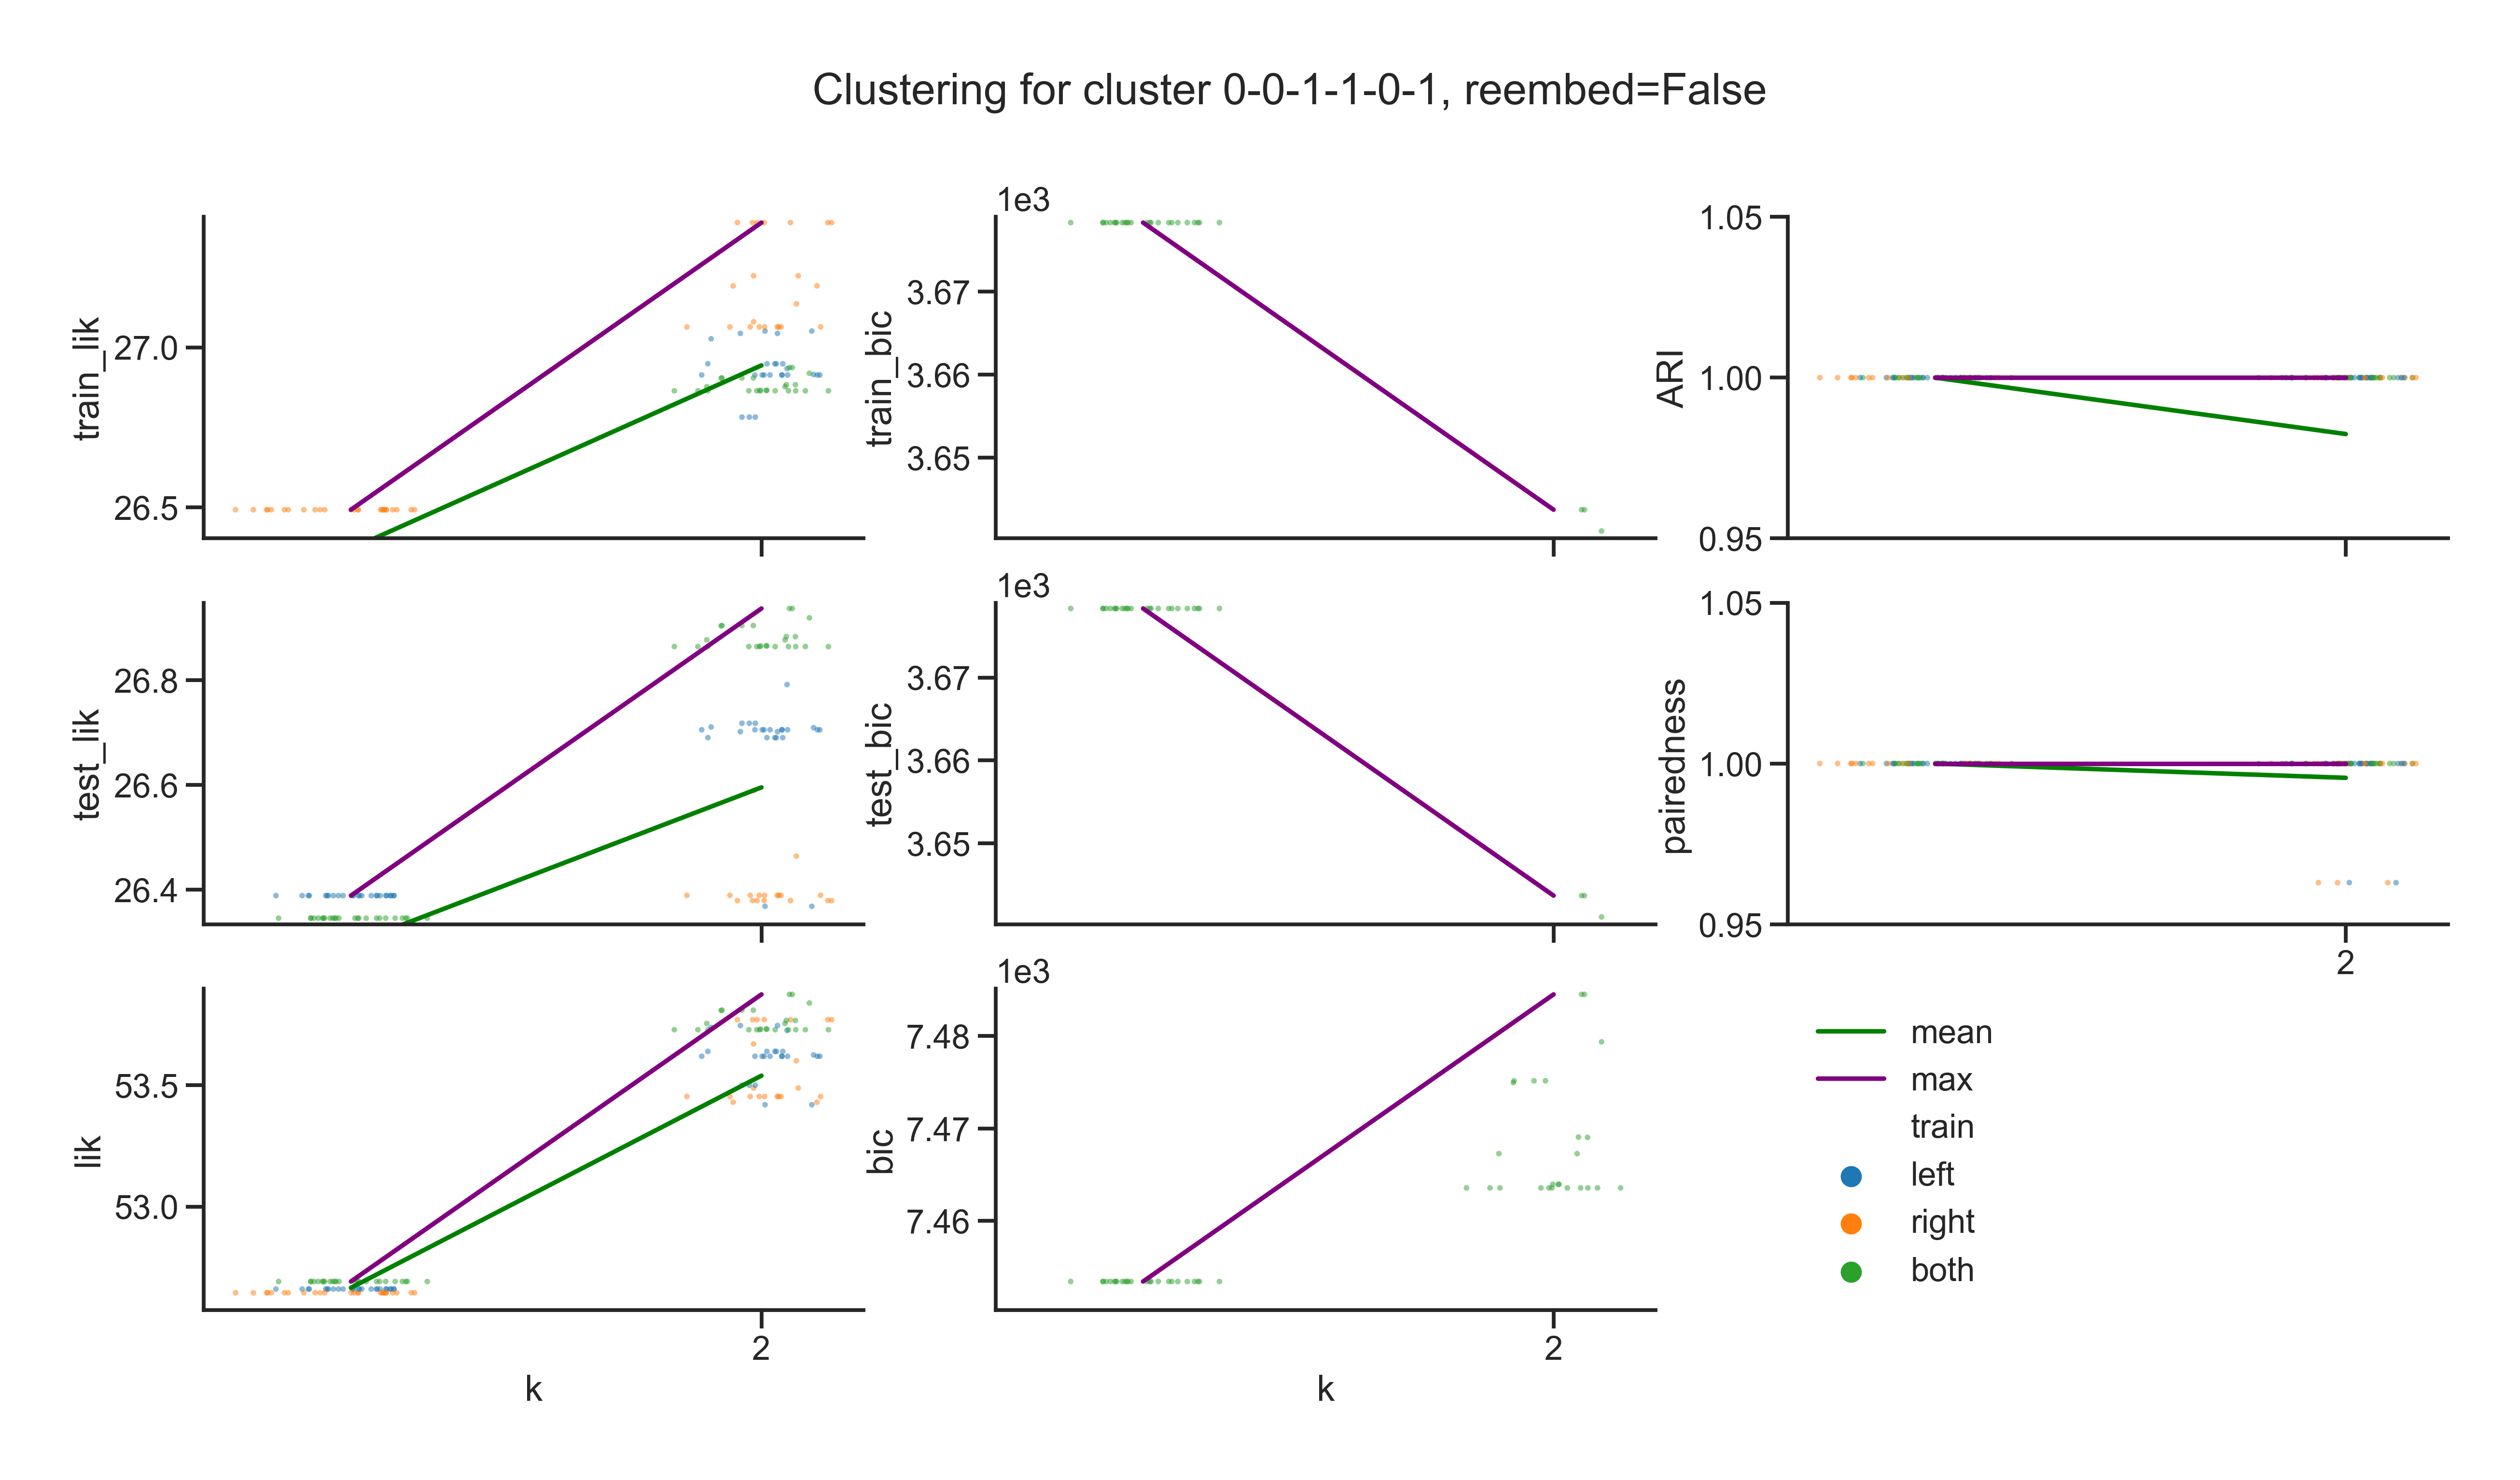 Clustering for cluster 0-0-1-1-0-1, reembed=False
train_lik
27.0
26.5
1e3
train_bic
3.67
3.66
3.65
ARI
1.05
1.00
0.95
test_lik
26.8
26.6
26.4
1e3
test_bic
3.67
3.66
3.65
pairedness
1.05
1.00
0.95
2
lik
53.5
53.0
2
k
1e3
bic
7.48
7.47
7.46
2
k
mean
max
train
left
right
both